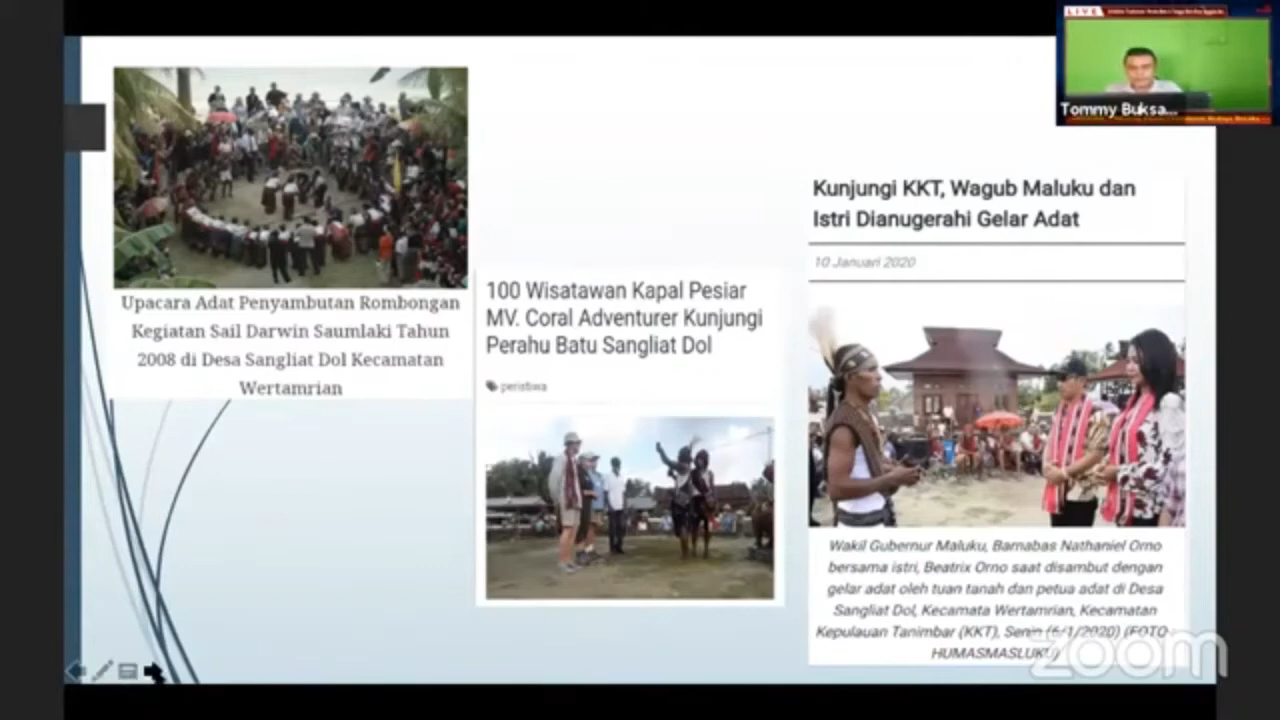 LIVE
Tommy Buksa...
Upacara Adat Penyambutan Rombongan
Kegiatan Sail Darwin Saumlaki Tahun
2008 di Desa Sangliat Dol Kecamatan
Wertamrian
100 Wisatawan Kapal Pesiar
MV. Coral Adventurer Kunjungi
Perahu Batu Sangliat Dol
peristiwa
Kunjungi KKT, Wagub Maluku dan
Istri Dianugerahi Gelar Adat
10 Januari 2020
Wakil Gubernur Maluku, Barnabas Nathaniel Orno
bersama istri, Beatrix Orno saat disambut dengan
gelar adat oleh tuan tanah dan petua adat di Desa
Sangliat Dol, Kecamata Wertamrian, Kecamatan
Kepulauan Tanimbar (KKT), Senin (6/1/2020) (FOTO
HUMASMASLUKU)
zoom